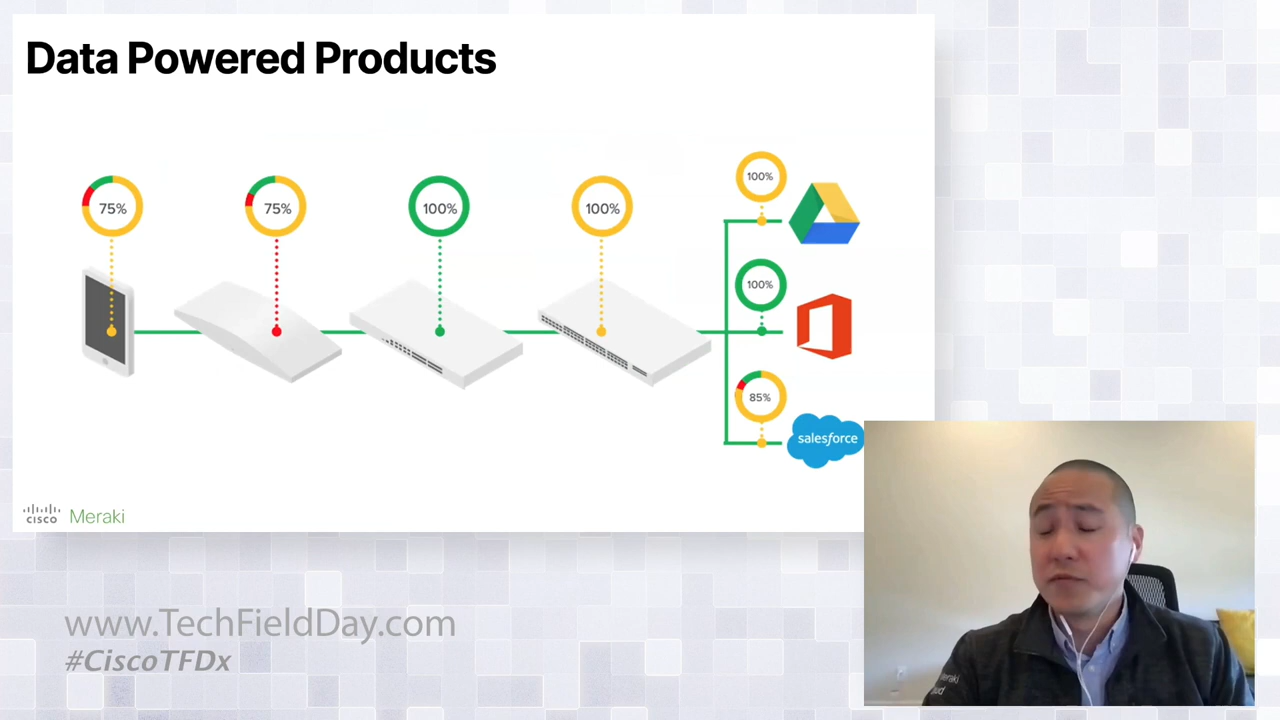 Data Powered Products
75%
75%
100%
100%
100%
100%
85%
salesforce
cisco Meraki
www.TechFieldDay.com
#CiscoTFDx